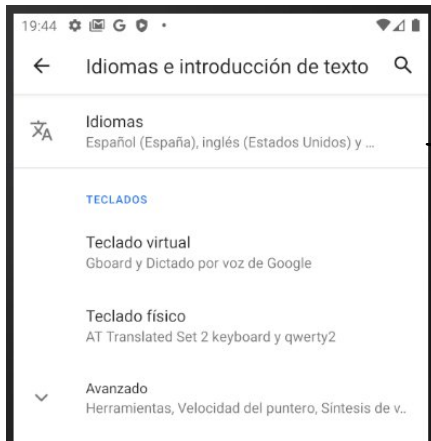 19:44 G
Idiomas e introducción de texto
Idiomas
Español (España), inglés (Estados Unidos) y ...
TECLADOS
Teclado virtual
Gboard y Dictado por voz de Google
Teclado físico
AT Translated Set 2 keyboard y qwerty2
Avanzado
Herramientas, Velocidad del puntero, Síntesis de v..